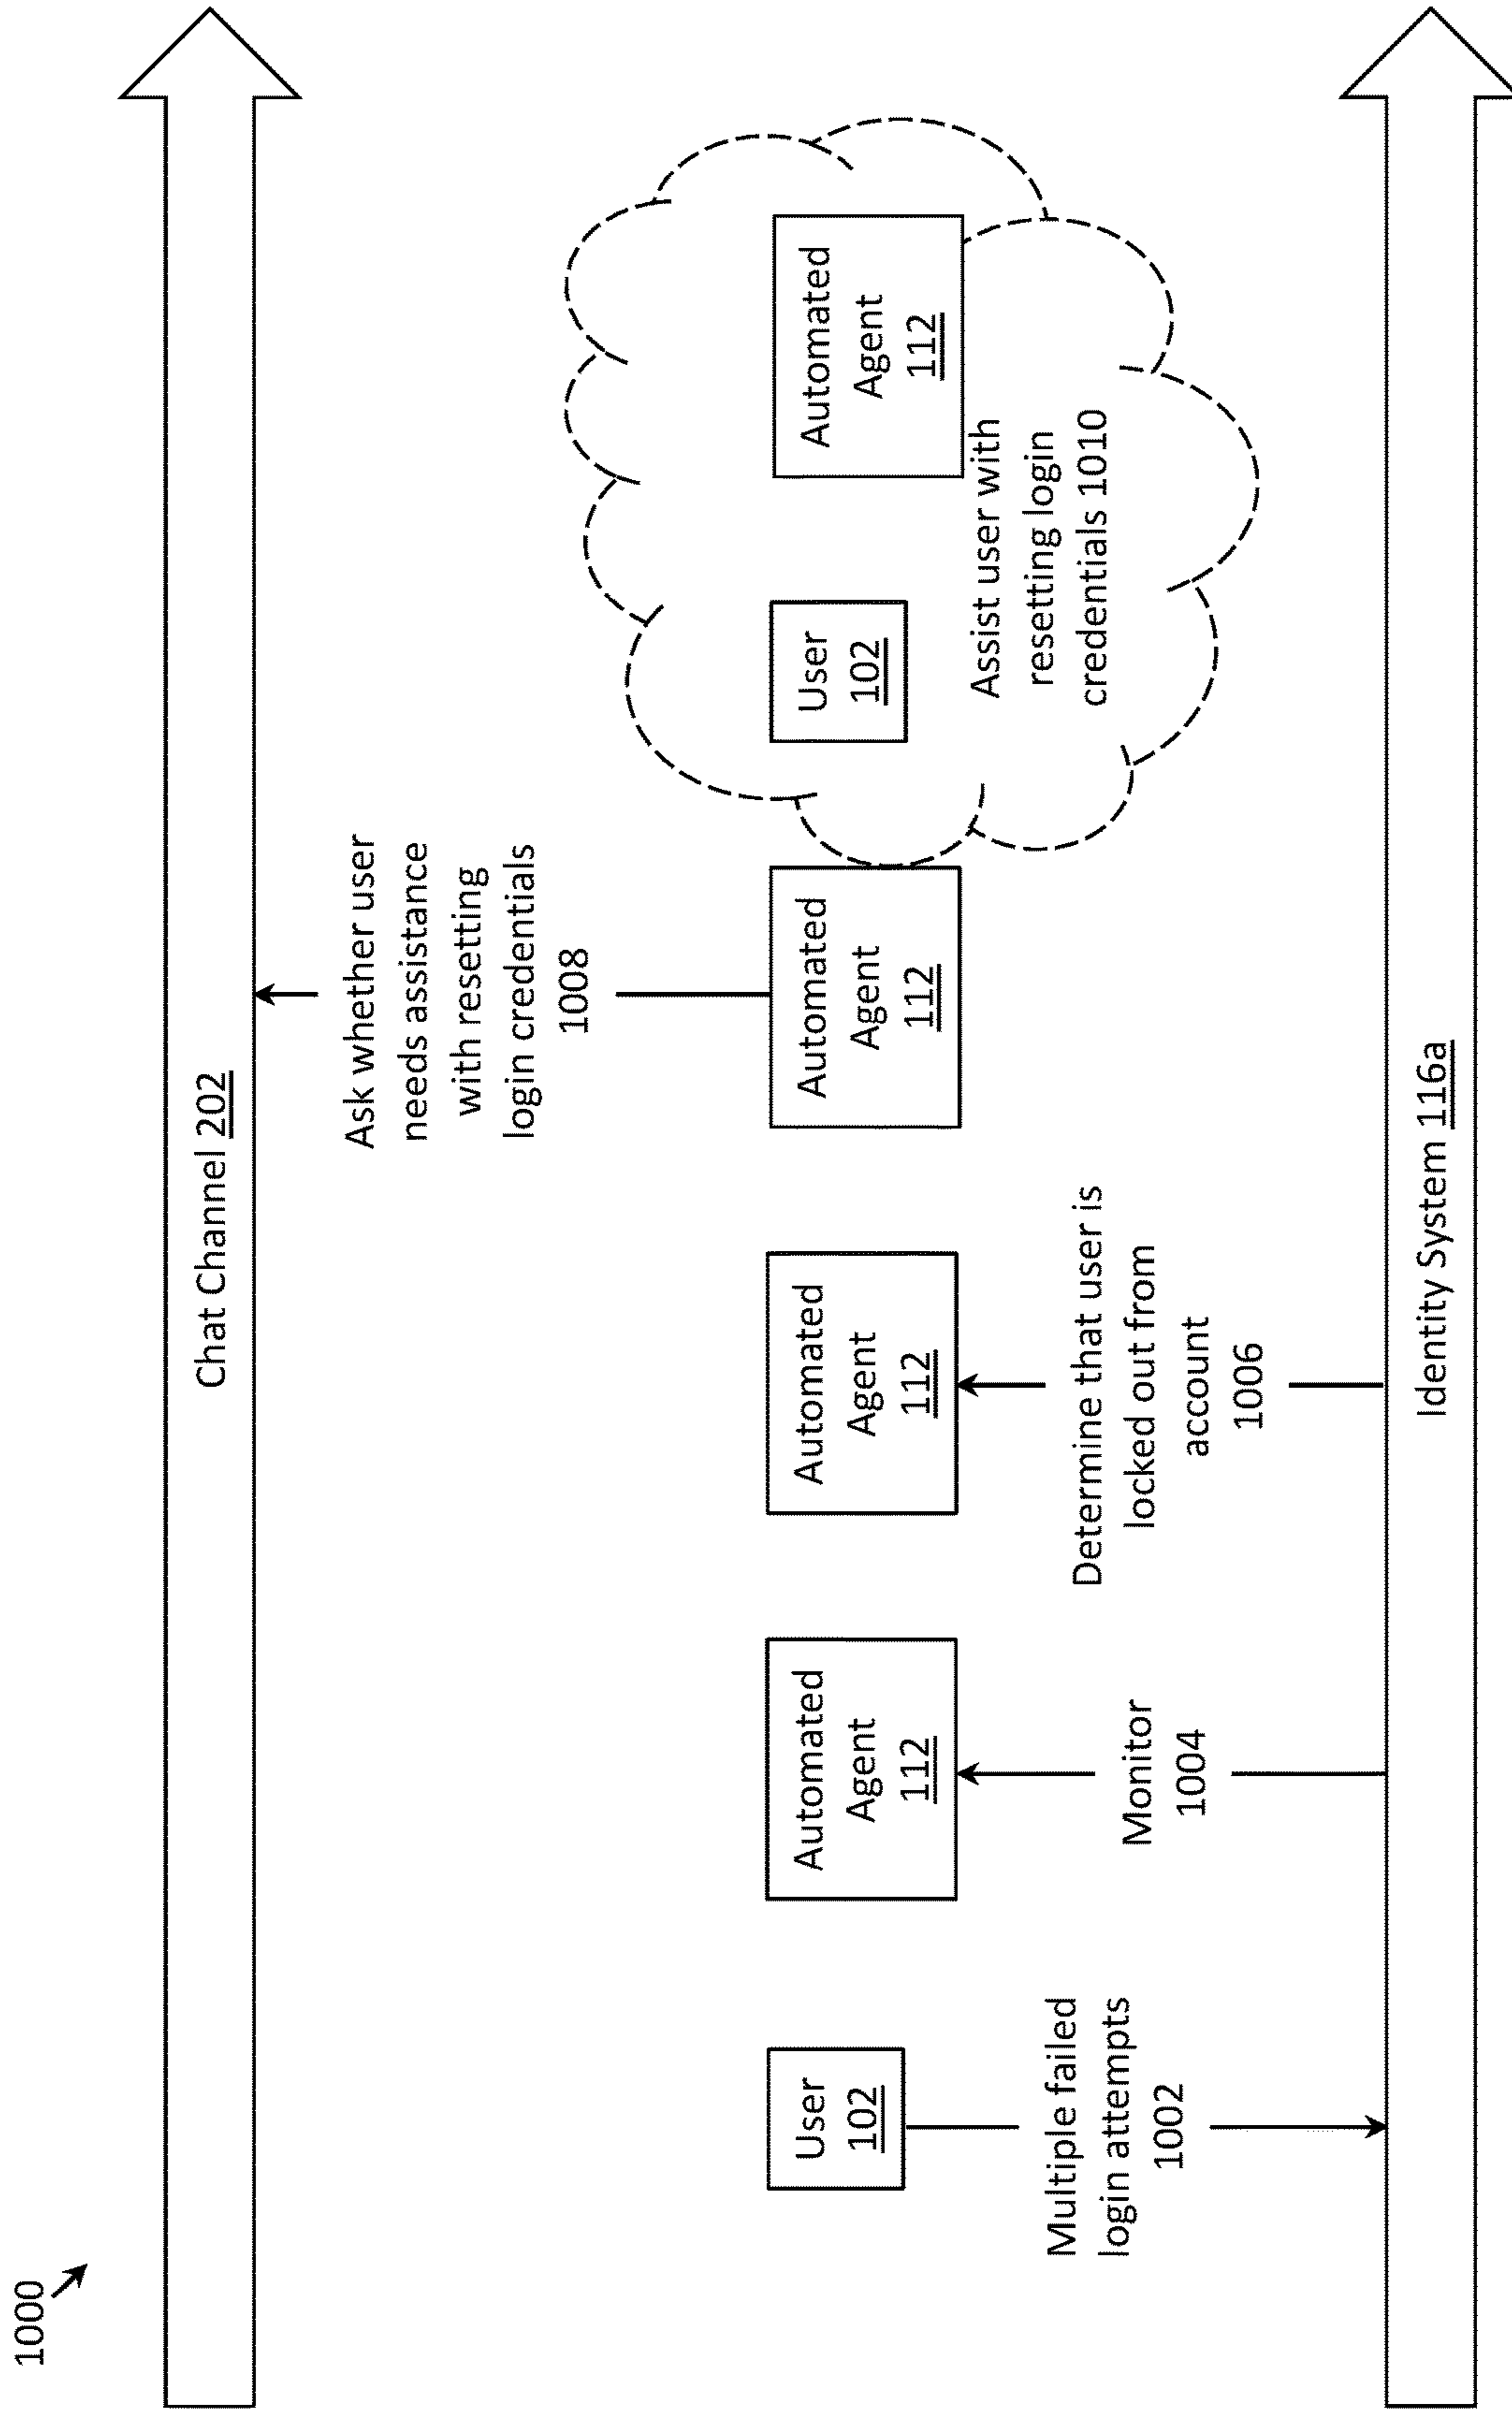 1000
Chat Channel 202
User
102
Multiple failed
login attempts
1002
Automated
Agent
112
Monitor
1004
Automated
Agent
112
Determine that user is
locked out from
account
1006
Ask whether user
needs assistance
with resetting
login credentials
1008
Automated
Agent
112
User
102
Automated
Agent
112
Assist user with
resetting login
credentials 1010
Identity System 116a